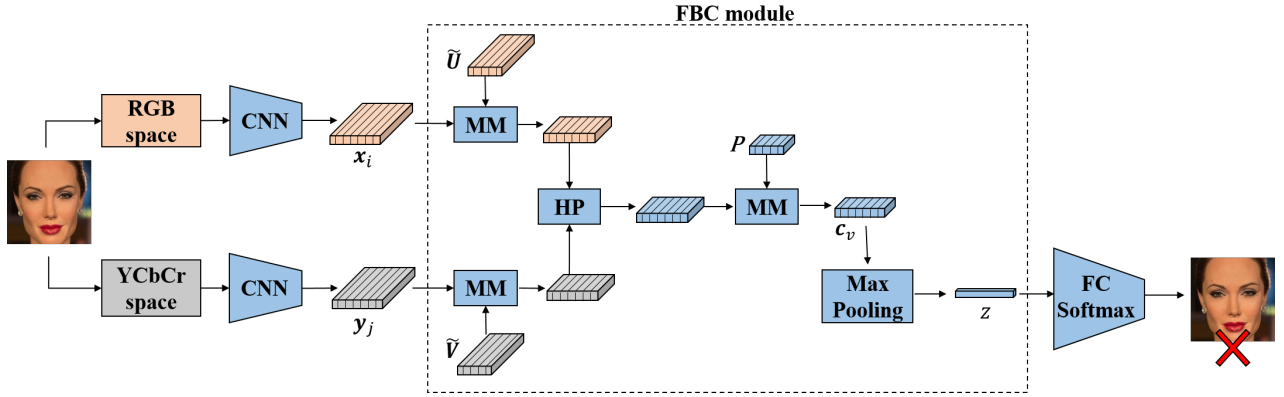 FBC module
Ũ
RGB
space
CNN
MM
x_i
P
HP
MM
c_v
YCbCr
space
CNN
MM
y_j
Ṽ
Max
Pooling
z
FC
Softmax